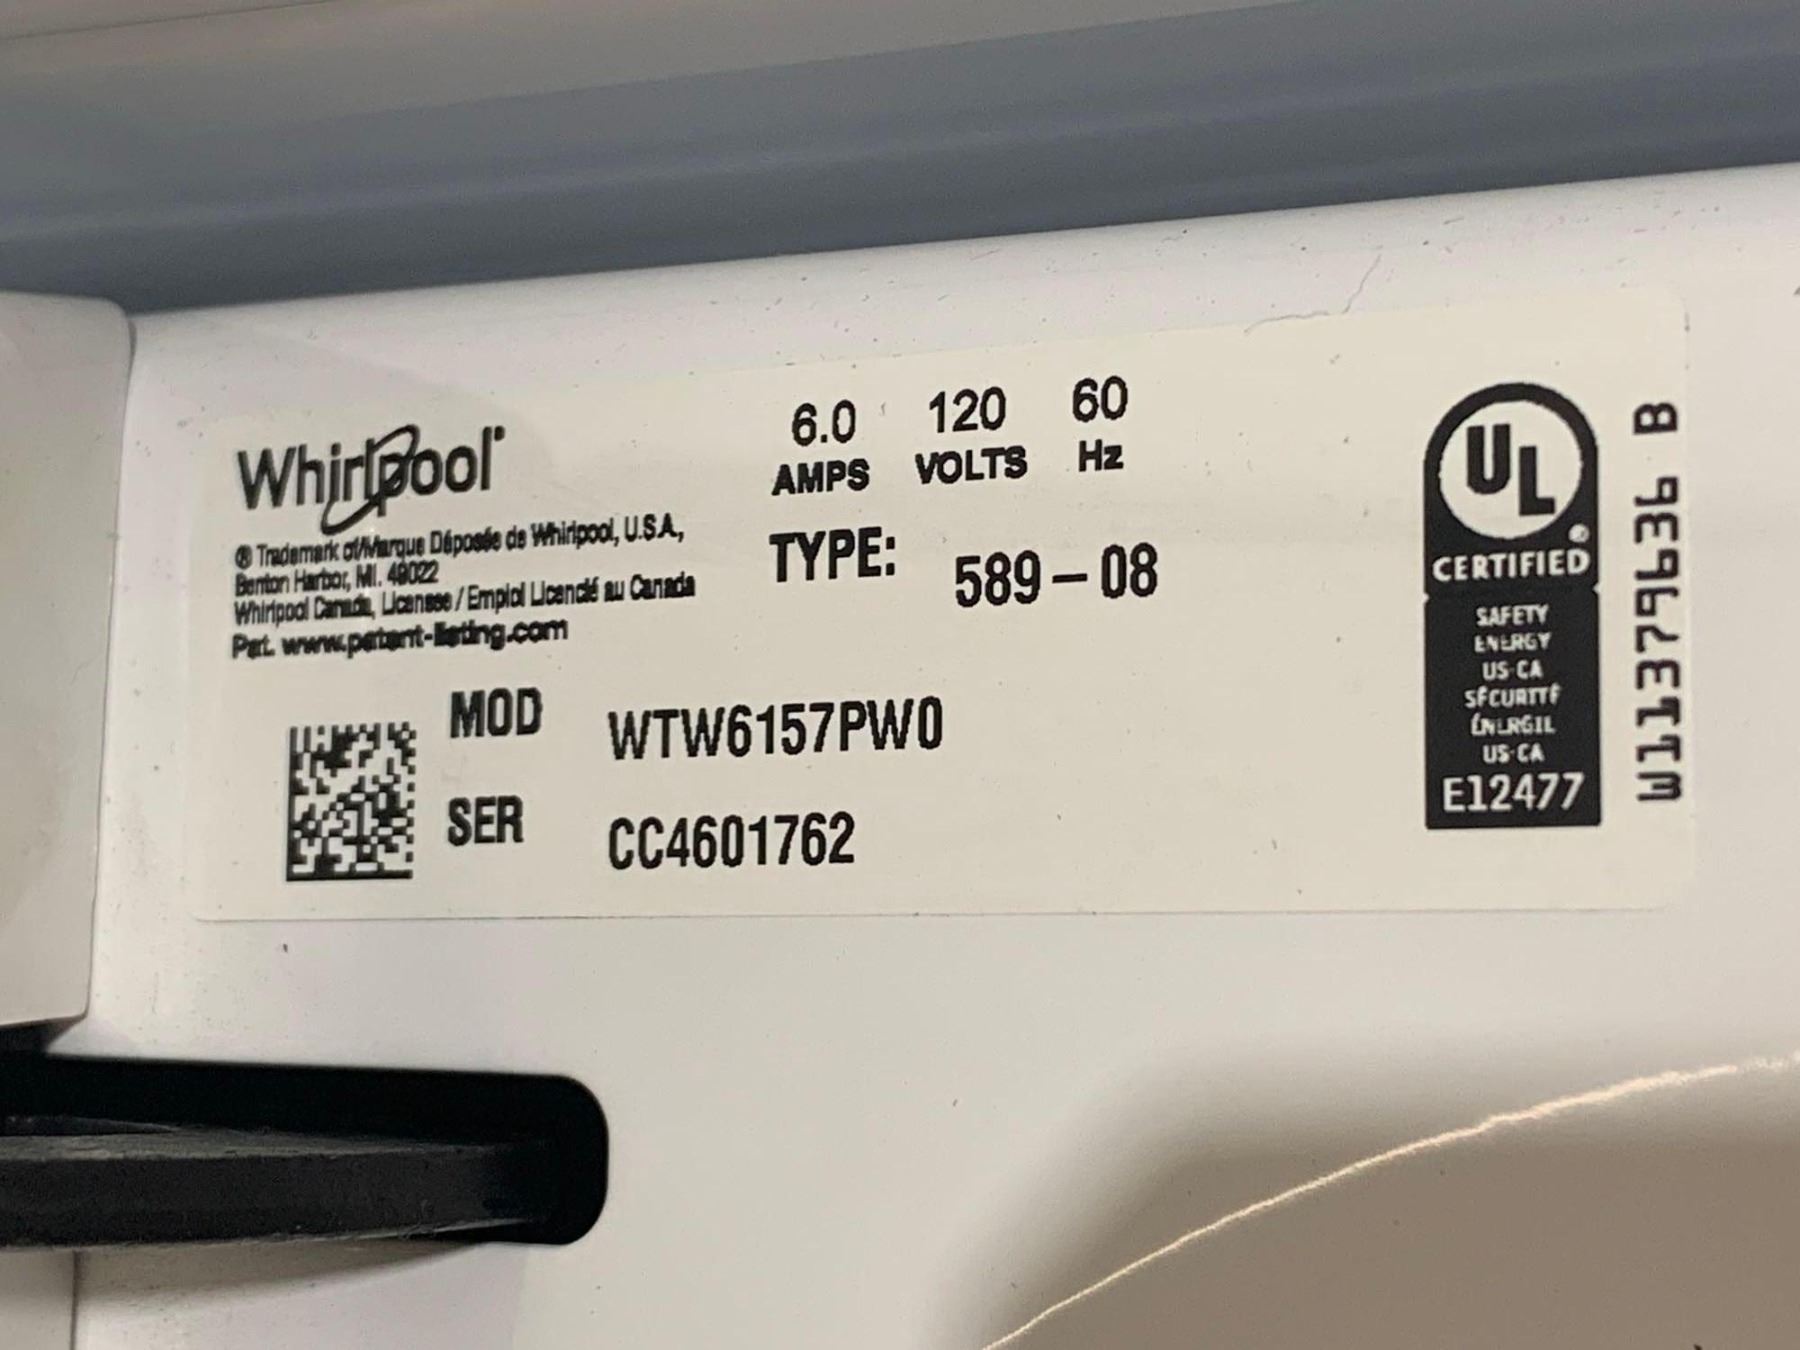 Whirlpool®
® Trademark of/Marque Déposée de Whirlpool, U.S.A.,
Benton Harbor, MI. 49022
Whirlpool Canada, Licensee / Emploi Licencié au Canada
Pat. www.patent-listing.com
6.0 120 60
AMPS VOLTS Hz
TYPE: 589-08
MOD WTW6157PW0
SER CC4601762
UL®
CERTIFIED
SAFETY
ENERGY
US-CA
SÉCURITÉ
ÉNERGIE
US-CA
E12477
W11379636 B